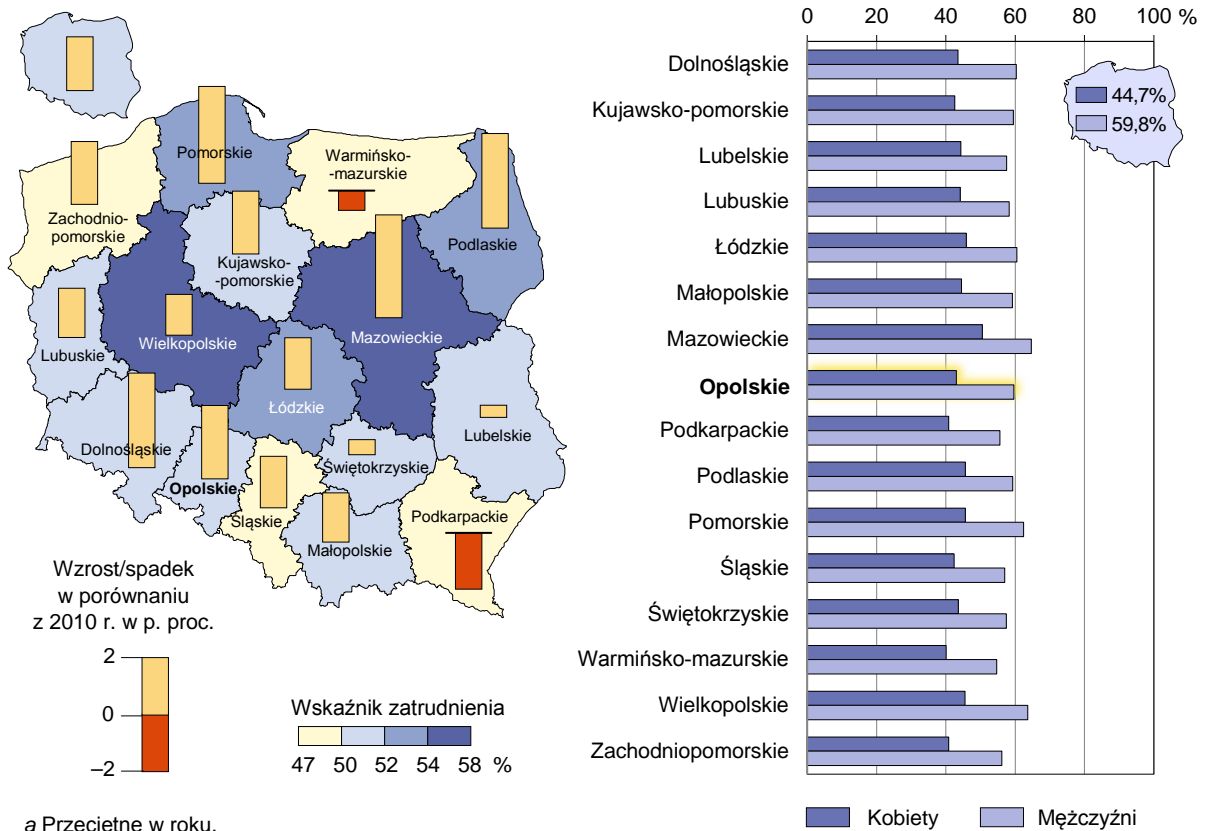 Pomorskie
Warmińsko-
-mazurskie
Zachodnio-
pomorskie
Podlaskie
Kujawsko-
-pomorskie
Lubuskie
Wielkopolskie
Mazowieckie
Łódzkie
Lubelskie
Dolnośląskie
Opolskie
Świętokrzyskie
Śląskie
Małopolskie
Podkarpackie
Wzrost/spadek
w porównaniu
z 2010 r. w p. proc.
2
0
–2
Wskaźnik zatrudnienia
47 50 52 54 58 %
a Przeciętne w roku.
0 20 40 60 80 100 %
44,7%
59,8%
Dolnośląskie
Kujawsko-pomorskie
Lubelskie
Lubuskie
Łódzkie
Małopolskie
Mazowieckie
Opolskie
Podkarpackie
Podlaskie
Pomorskie
Śląskie
Świętokrzyskie
Warmińsko-mazurskie
Wielkopolskie
Zachodniopomorskie
Kobiety Mężczyźni